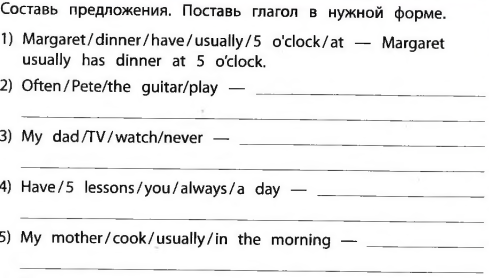 Составь предложения. Поставь глагол в нужной форме.
1) Margaret/dinner/have/usually/5 o'clock/at — Margaret
usually has dinner at 5 o'clock.
2) Often/Pete/the guitar/play —
3) My dad/TV/watch/never —
4) Have/5 lessons/you/always/a day —
5) My mother/cook/usually/in the morning —